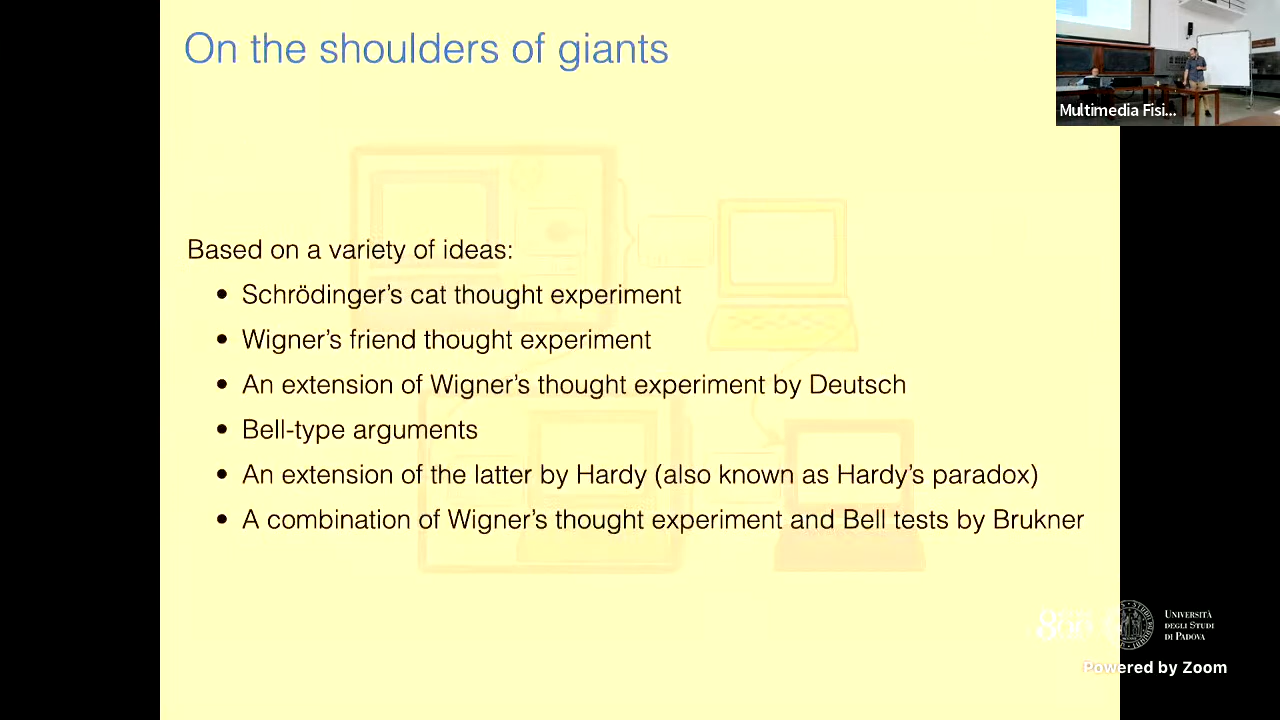 On the shoulders of giants
Multimedia Fisi...
Based on a variety of ideas:
• Schrödinger's cat thought experiment
• Wigner's friend thought experiment
• An extension of Wigner's thought experiment by Deutsch
• Bell-type arguments
• An extension of the latter by Hardy (also known as Hardy's paradox)
• A combination of Wigner's thought experiment and Bell tests by Brukner
UNIVERSITÀ
DEGLI STUDI
DI PADOVA
Powered by Zoom